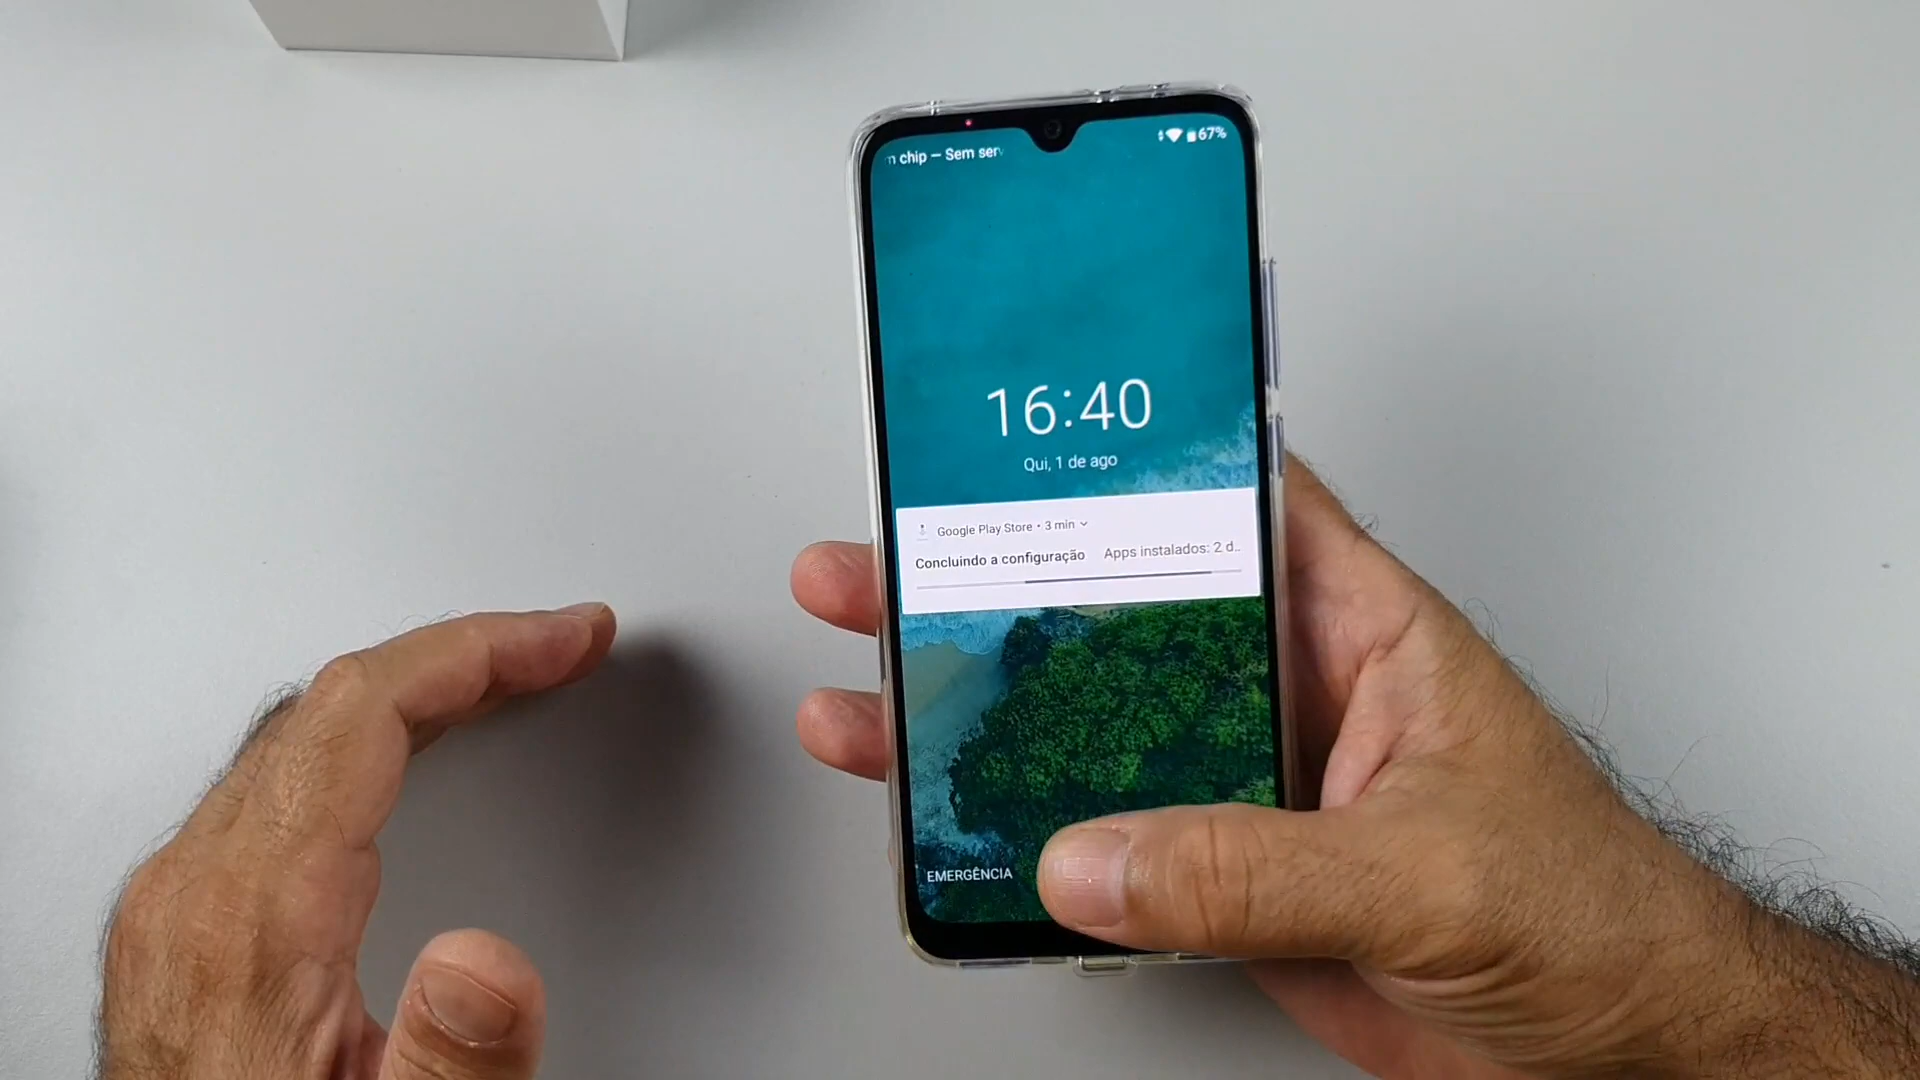 chip — Sem
67%
16:40
Qui, 1 de ago
Google Play Store • 3 min
Concluindo a configuração Apps instalados: 2 d..
EMERGÊNCIA